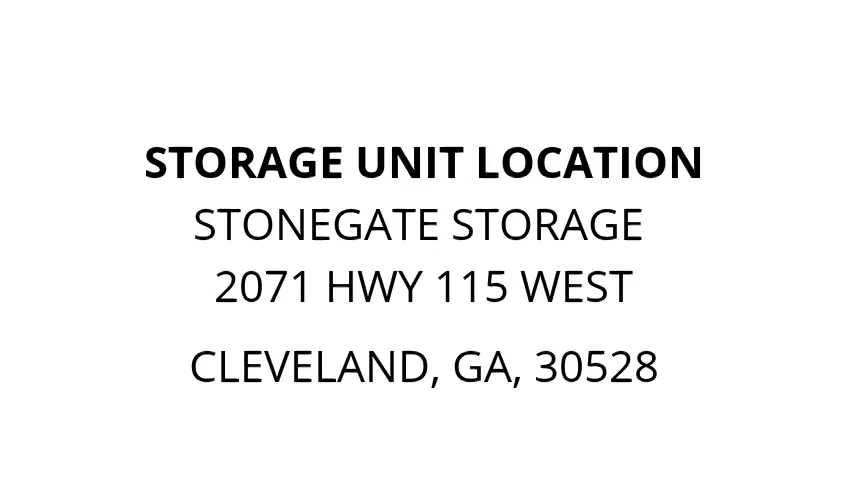 STORAGE UNIT LOCATION
STONEGATE STORAGE
2071 HWY 115 WEST
CLEVELAND, GA, 30528